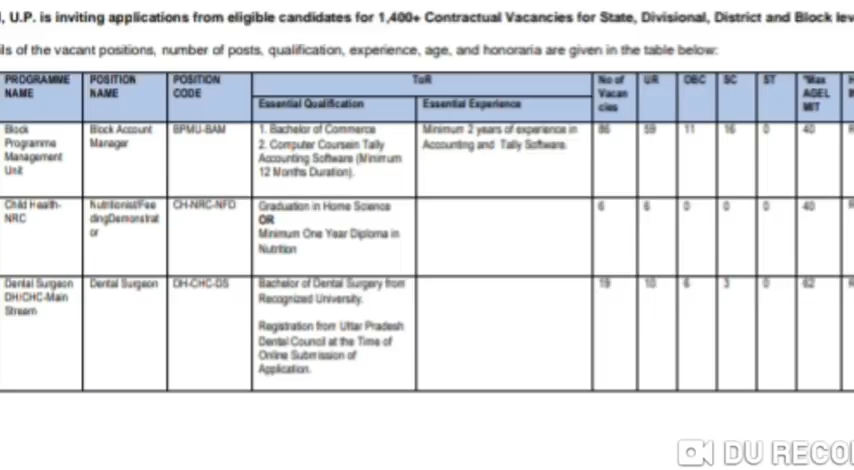 , U.P. is inviting applications from eligible candidates for 1,400+ Contractual Vacancies for State, Divisional, District and Block lev
ils of the vacant positions, number of posts, qualification, experience, age, and honoraria are given in the table below:
PROGRAMME NAME POSITION NAME POSITION CODE ToR No of Vacan cies UR OBC SC ST *Max AGELI MIT
Essential Qualification Essential Experience
Block Account Manager BPMU-BAM 1. Bachelor of Commerce Minimum 2 years of experience in 86 59 11 16 0 40
Block Programme Management Unit
2. Computer Coursein Tally Accounting and Tally Software.
Accounting Software (Minimum
12 Months Duration).
Child Health- Nutritionist/Fee CH-NRC-NFD Graduation in Home Science 6 6 0 0 0 40
NRC dingDemonstrat OR
or Minimum One Year Diploma in
Nutrition
Dental Surgeon Dental Surgeon DH-CHC-DS Bachelor of Dental Surgery from 19 10 6 3 0 62
DH/CHC-Main Recognized University.
Stream
Registration from Uttar Pradesh
Dental Council at the Time of
Online Submission of
Application.
DU RECO